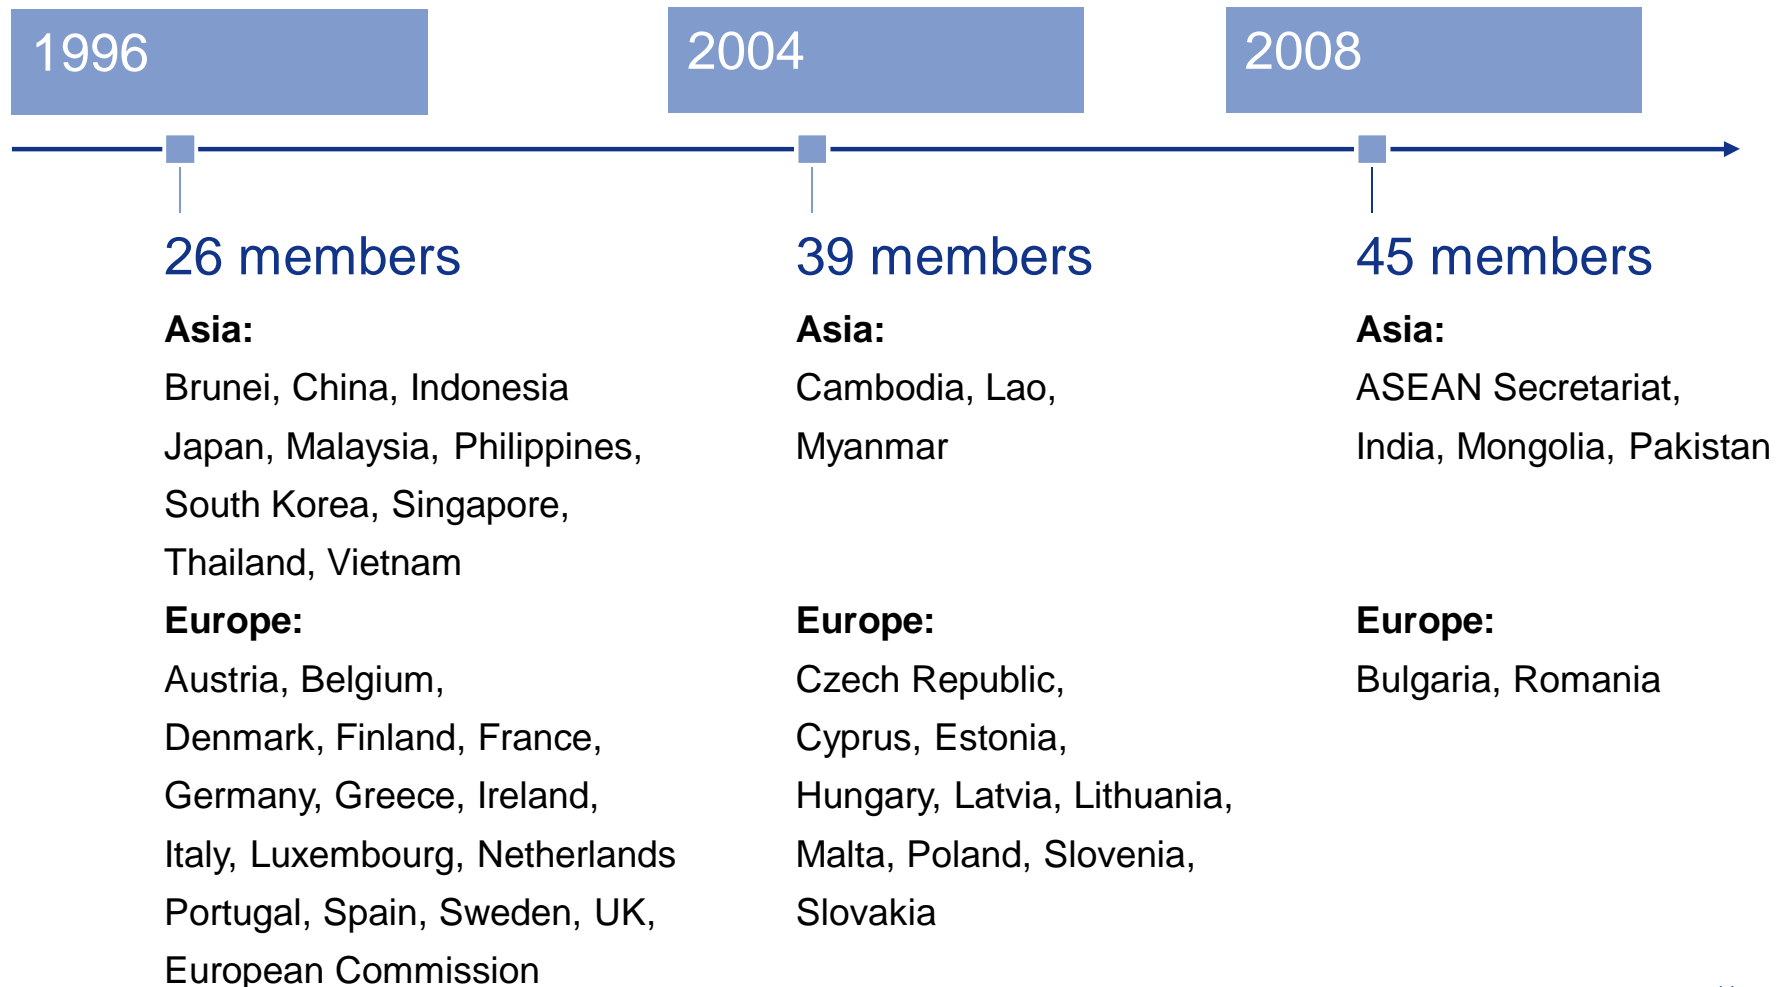 1996
2004
2008
26 members
Asia:
Brunei, China, Indonesia
Japan, Malaysia, Philippines,
South Korea, Singapore,
Thailand, Vietnam
Europe:
Austria, Belgium,
Denmark, Finland, France,
Germany, Greece, Ireland,
Italy, Luxembourg, Netherlands
Portugal, Spain, Sweden, UK,
European Commission
39 members
Asia:
Cambodia, Lao,
Myanmar
Europe:
Czech Republic,
Cyprus, Estonia,
Hungary, Latvia, Lithuania,
Malta, Poland, Slovenia,
Slovakia
45 members
Asia:
ASEAN Secretariat,
India, Mongolia, Pakistan
Europe:
Bulgaria, Romania